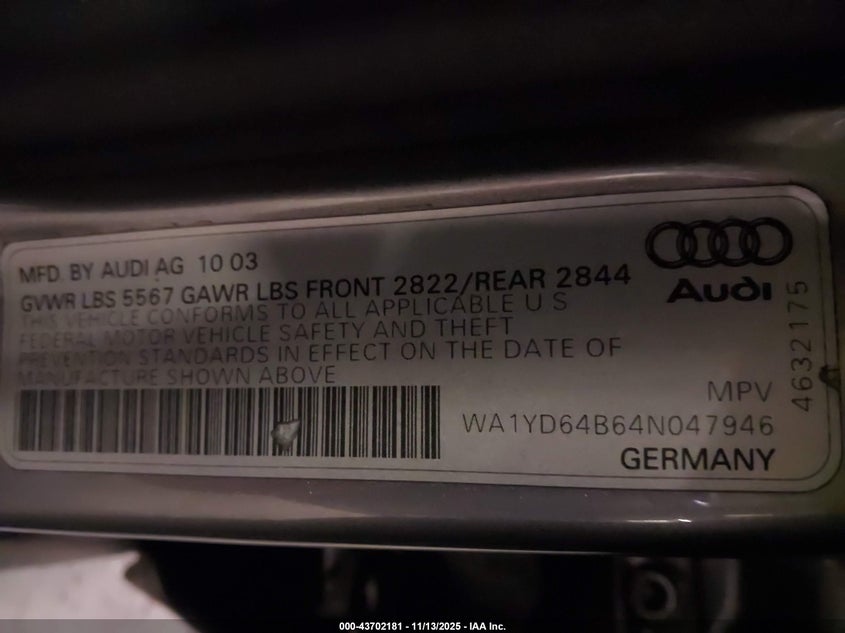 MFD. BY AUDI AG 10 03
GVWR LBS 5567 GAWR LBS FRONT 2822/REAR 2844
THIS VEHICLE CONFORMS TO ALL APPLICABLE U S
FEDERAL MOTOR VEHICLE SAFETY AND THEFT
PREVENTION STANDARDS IN EFFECT ON THE DATE OF
MANUFACTURE SHOWN ABOVE
Audi
4632175
MPV
WA1YD64B64N047946
GERMANY
000-43702181 - 11/13/2025 - IAA Inc.